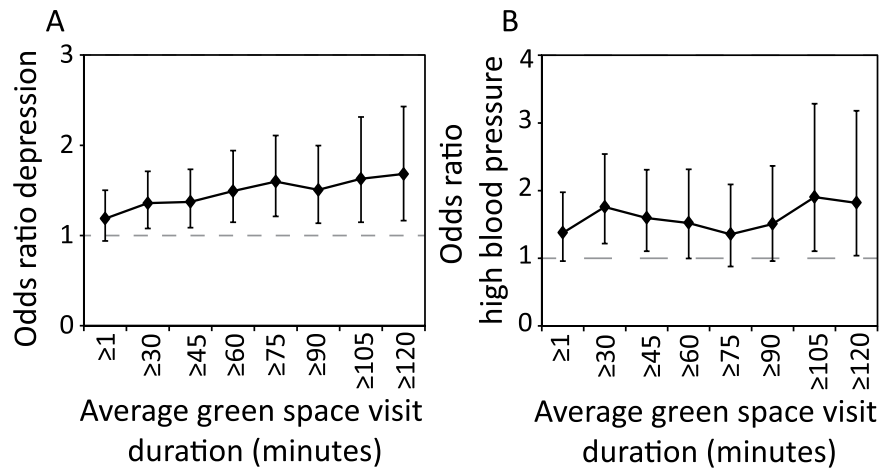 A
Odds ratio depression
3
2
1
0
≥1
≥30
≥45
≥60
≥75
≥90
≥105
≥120
Average green space visit
duration (minutes)
B
Odds ratio
high blood pressure
4
3
2
1
0
≥1
≥30
≥45
≥60
≥75
≥90
≥105
≥120
Average green space visit
duration (minutes)